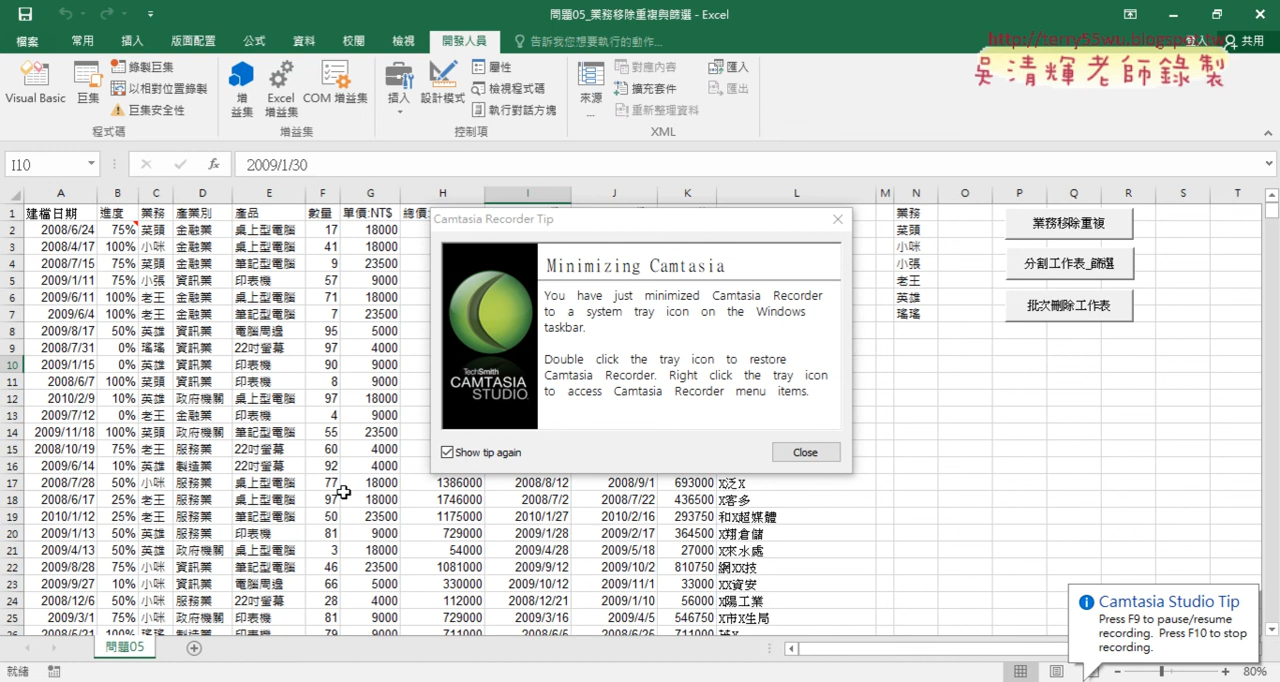 問題05_業務移除重複與篩選 - Excel
http://terry55wu.blogspot.tw
吳清輝老師錄製
檔案 常用 插入 版面配置 公式 資料 校閱 檢視 開發人員 告訴我您想要執行的動作... 共用
Visual Basic 巨集 錄製巨集 以相對位置錄製 巨集安全性 程式碼
增益集 Excel 增益集 COM 增益集 增益集
插入 設計模式 屬性 檢視程式碼 執行對話方塊 控制項
來源... 對應內容 擴充套件 重新整理資料 匯入 匯出 XML
I10 fx 2009/1/30
A B C D E F G H I J K L M N O P Q R S T
1 建檔日期 進度 業務 產業別 產品 數量 單價:NT$ 業務
2 2008/6/24 75% 菜頭 金融業 桌上型電腦 17 18000 菜頭
3 2008/4/17 100% 小咪 金融業 桌上型電腦 41 18000 小咪
4 2008/7/15 75% 菜頭 金融業 筆記型電腦 9 23500 小張
5 2009/1/11 75% 小張 資訊業 印表機 57 9000 老王
6 2009/6/11 100% 老王 金融業 桌上型電腦 71 18000 英雄
7 2009/6/4 100% 老王 金融業 筆記型電腦 7 23500 瑤瑤
8 2009/8/17 50% 英雄 資訊業 電腦周邊 95 5000
9 2008/7/31 0% 瑤瑤 資訊業 22吋螢幕 97 4000
10 2009/1/15 0% 英雄 資訊業 印表機 90 9000
11 2008/6/7 100% 菜頭 資訊業 印表機 8 9000
12 2010/2/9 10% 英雄 政府機關 桌上型電腦 97 18000
13 2009/7/12 0% 老王 金融業 印表機 4 9000
14 2009/11/18 100% 菜頭 政府機關 筆記型電腦 55 23500
15 2008/10/19 75% 老王 服務業 22吋螢幕 60 4000
16 2009/6/14 10% 英雄 製造業 22吋螢幕 92 4000
17 2008/7/28 50% 小咪 服務業 桌上型電腦 77 18000 1386000 2008/8/12 2008/9/1 693000 X泛X
18 2008/6/17 25% 老王 服務業 桌上型電腦 97 18000 1746000 2008/7/2 2008/7/22 436500 X客多
19 2010/1/12 25% 老王 服務業 筆記型電腦 50 23500 1175000 2010/1/27 2010/2/16 293750 和X超媒體
20 2009/1/13 50% 英雄 服務業 印表機 81 9000 729000 2009/1/28 2009/2/17 364500 X翔倉儲
21 2009/4/13 50% 英雄 政府機關 桌上型電腦 3 18000 54000 2009/4/28 2009/5/18 27000 X來水處
22 2009/8/28 75% 小咪 資訊業 筆記型電腦 46 23500 1081000 2009/9/12 2009/10/2 810750 網XX技
23 2009/9/27 10% 小咪 資訊業 電腦周邊 66 5000 330000 2009/10/12 2009/11/1 33000 XX資安
24 2008/12/6 50% 小咪 服務業 22吋螢幕 28 4000 112000 2008/12/21 2009/1/10 56000 X陽工業
25 2009/3/1 75% 小咪 政府機關 印表機 81 9000 729000 2009/3/16 2009/4/5 546750 X市X生局
業務移除重複
分割工作表_篩選
批次刪除工作表
Camtasia Recorder Tip
Minimizing Camtasia
You have just minimized Camtasia Recorder
to a system tray icon on the Windows
taskbar.
Double click the tray icon to restore
Camtasia Recorder. Right click the tray icon
to access Camtasia Recorder menu items.
TechSmith
CAMTASIA
STUDIO
Show tip again
Close
Camtasia Studio Tip
Press F9 to pause/resume
recording. Press F10 to stop
recording.
問題05
就緒
80%